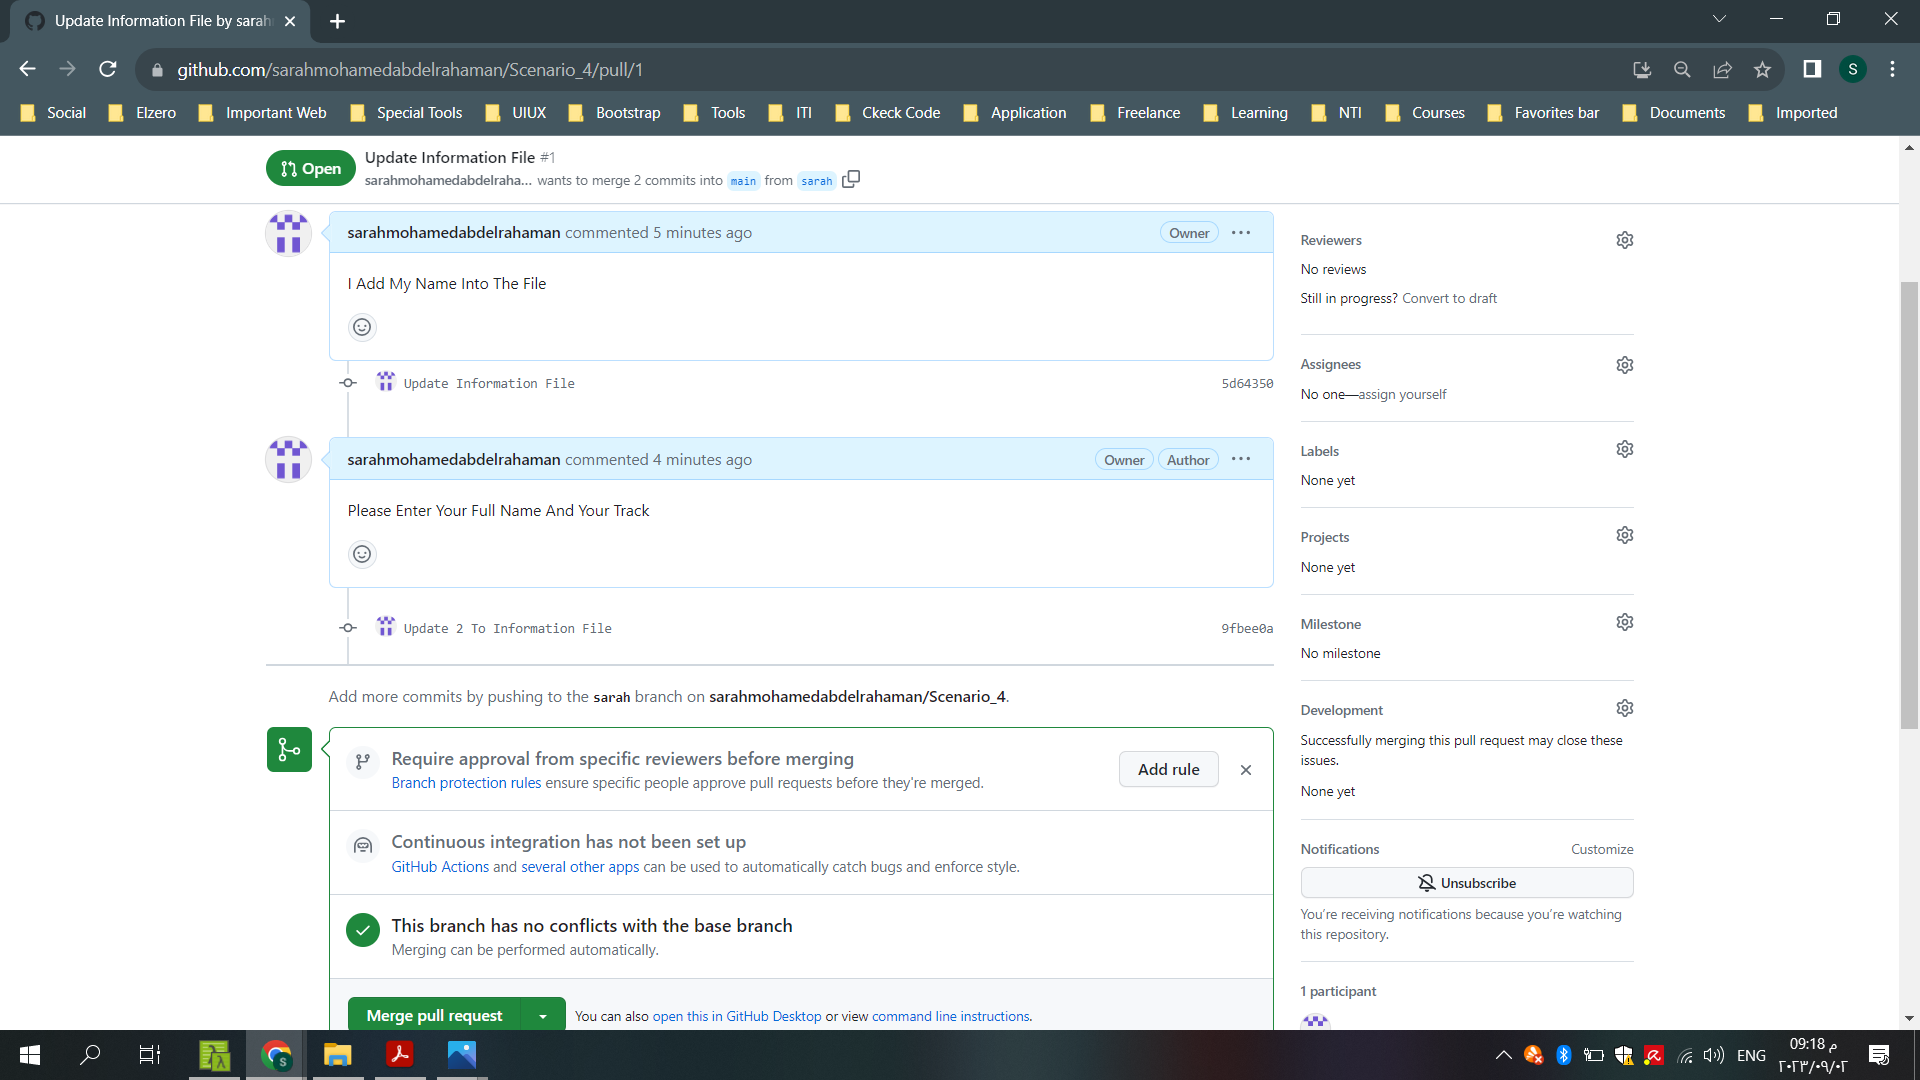 Update Information File by sarah
github.com/sarahmohamedabdelrahaman/Scenario_4/pull/1
S
Social
Elzero
Important Web
Special Tools
UIUX
Bootstrap
Tools
ITI
Ckeck Code
Application
Freelance
Learning
NTI
Courses
Favorites bar
Documents
Imported
Open
Update Information File #1
sarahmohamedabdelraha... wants to merge 2 commits into main from sarah
sarahmohamedabdelrahaman commented 5 minutes ago
Owner
I Add My Name Into The File
Update Information File
5d64350
sarahmohamedabdelrahaman commented 4 minutes ago
Owner
Author
Please Enter Your Full Name And Your Track
Update 2 To Information File
9fbee0a
Add more commits by pushing to the sarah branch on sarahmohamedabdelrahaman/Scenario_4.
Require approval from specific reviewers before merging
Branch protection rules ensure specific people approve pull requests before they're merged.
Add rule
Continuous integration has not been set up
GitHub Actions and several other apps can be used to automatically catch bugs and enforce style.
This branch has no conflicts with the base branch
Merging can be performed automatically.
Merge pull request
You can also open this in GitHub Desktop or view command line instructions.
Reviewers
No reviews
Still in progress? Convert to draft
Assignees
No one—assign yourself
Labels
None yet
Projects
None yet
Milestone
No milestone
Development
Successfully merging this pull request may close these
issues.
None yet
Notifications
Customize
Unsubscribe
You're receiving notifications because you're watching
this repository.
1 participant
S
ENG
09:18 م
٢٠٢٣/٠٩/٠٢